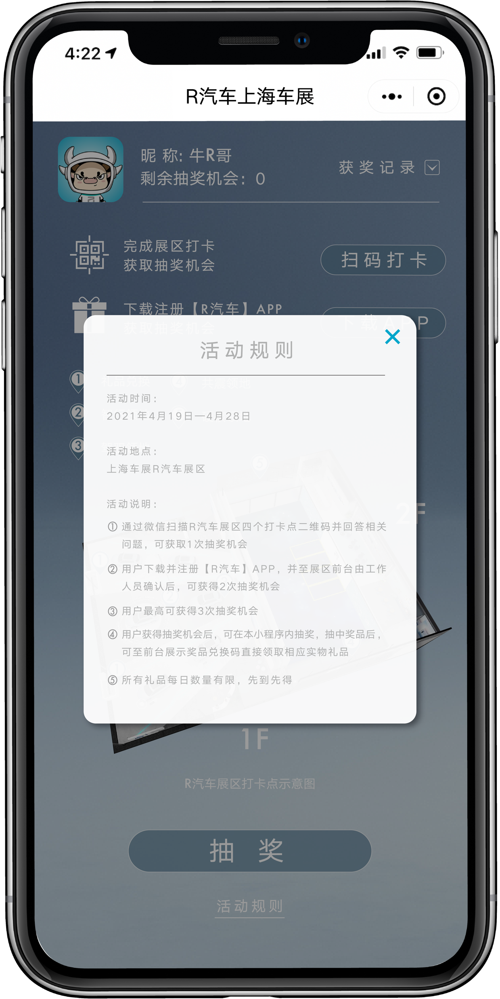 4:22
R汽车上海车展
昵 称: 牛R哥
剩余抽奖机会: 0
获奖记录
完成展区打卡
获取抽奖机会
扫码打卡
下载注册【R汽车】APP
获取抽奖机会
下载APP
活动规则
1 礼品兑换
4 共震领地
2
3
活动时间:
2021年4月19日—4月28日
活动地点:
上海车展R汽车展区
5
活动说明:
2F
① 通过微信扫描R汽车展区四个打卡点二维码并回答相关
问题，可获取1次抽奖机会
② 用户下载并注册【R汽车】APP，并至展区前台由工作
人员确认后，可获得2次抽奖机会
③ 用户最高可获得3次抽奖机会
④ 用户获得抽奖机会后，可在本小程序内抽奖，抽中奖品后，
可至前台展示奖品兑换码直接领取相应实物礼品
⑤ 所有礼品每日数量有限，先到先得
1F
R汽车展区打卡点示意图
抽 奖
活动规则